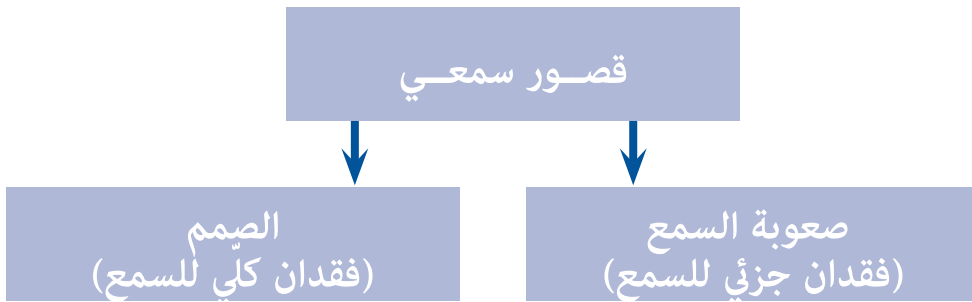 قصــور سمعــي
صعوبة السمع
(فقدان جزئي للسمع)
الصمم
(فقدان كلّي للسمع)